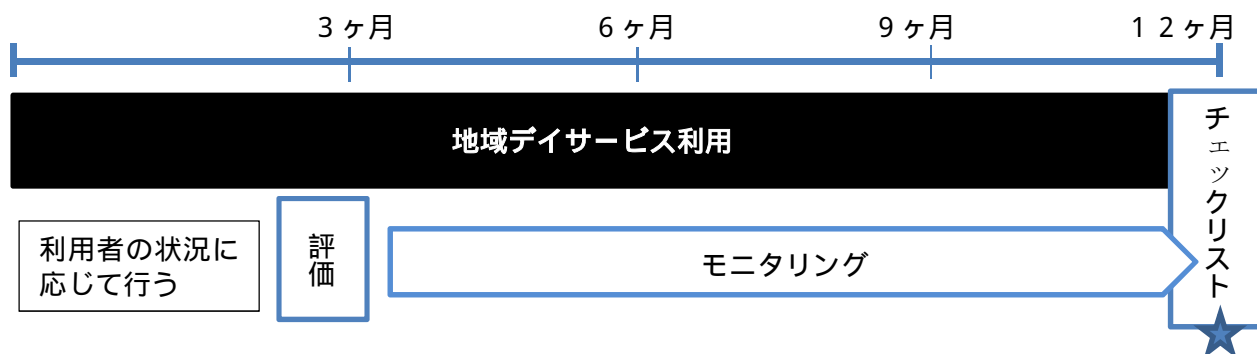 3ヶ月 6ヶ月 9ヶ月 12ヶ月
地域デイサービス利用
チェックリスト
利用者の状況に
応じて行う
評価
モニタリング